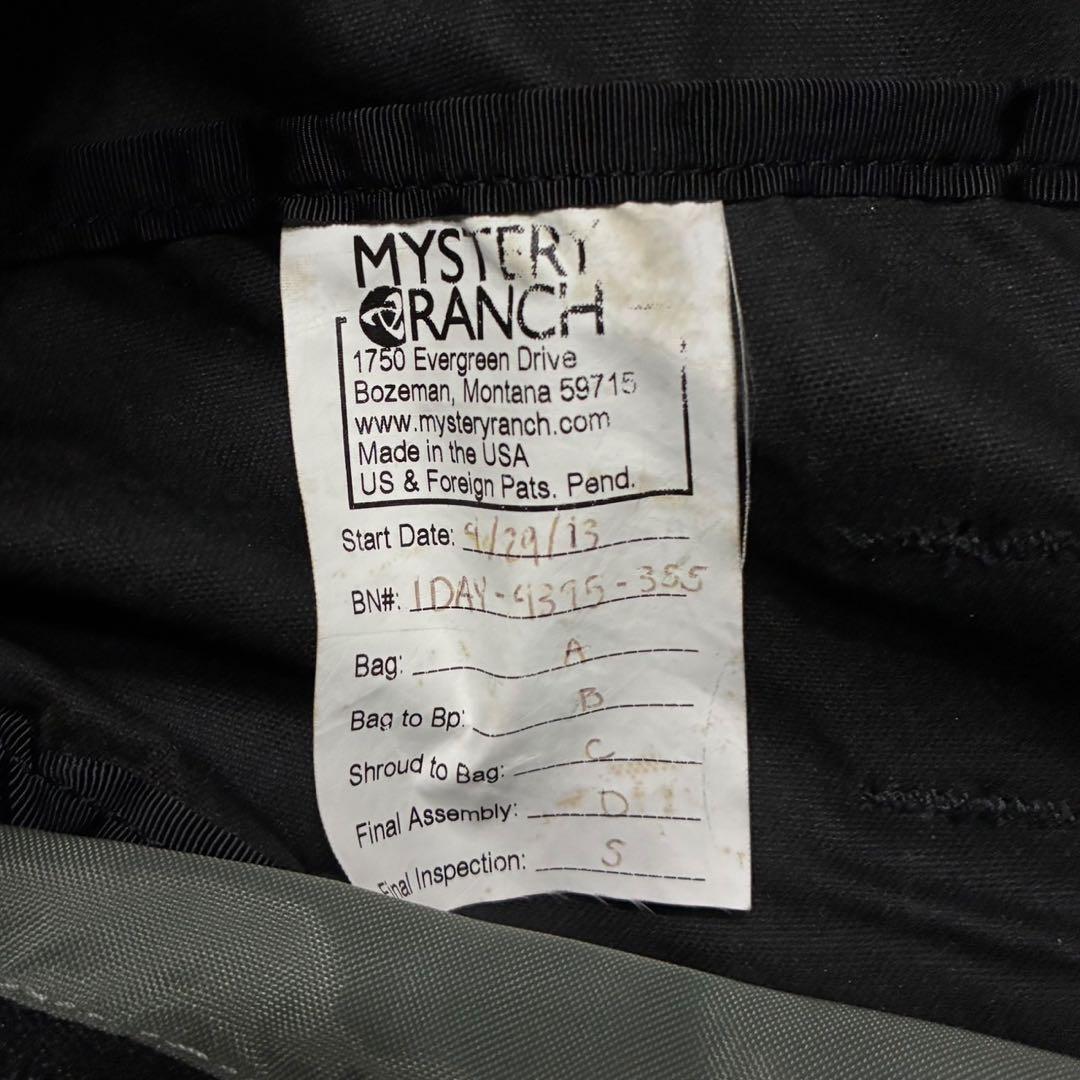 MYSTERY
RANCH
1750 Evergreen Drive
Bozeman, Montana 59715
www.mysteryranch.com
Made in the USA
US & Foreign Pats. Pend.
Start Date: 9/29/13
BN#: 1DAY-9395-355
Bag: A
Bag to Bp: B
Shroud to Bag: C
Final Assembly: D
Final Inspection: S